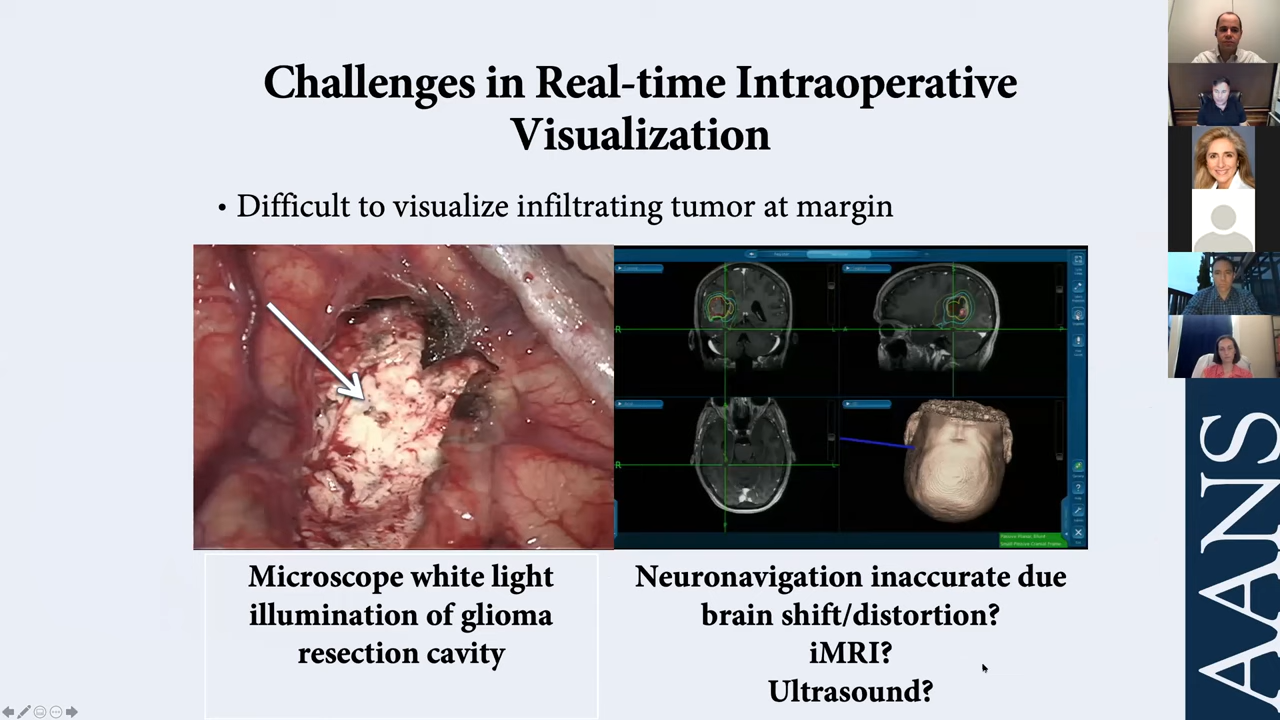 Challenges in Real-time Intraoperative
Visualization
• Difficult to visualize infiltrating tumor at margin
R
L
R
L
Microscope white light
illumination of glioma
resection cavity
Neuronavigation inaccurate due
brain shift/distortion?
iMRI?
Ultrasound?
AANS